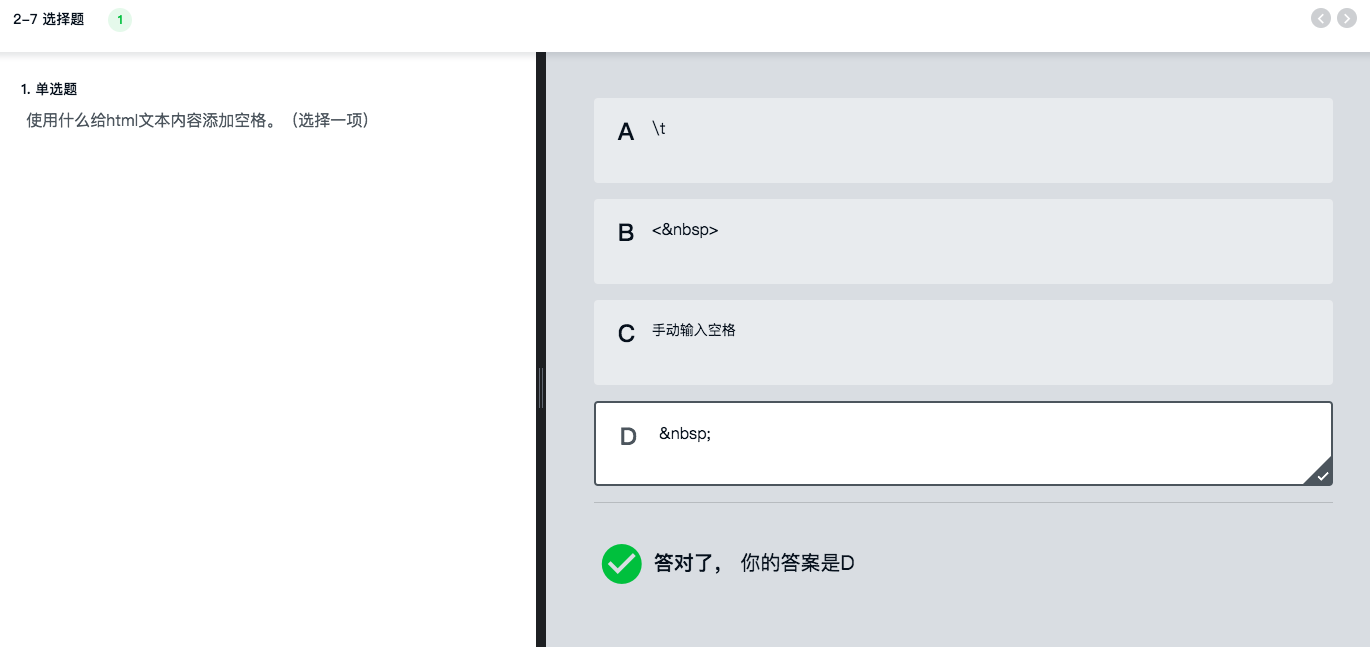 2-7 选择题 1
1. 单选题
使用什么给html文本内容添加空格。（选择一项）
A \t
B <&nbsp>
C 手动输入空格
D &nbsp;
答对了， 你的答案是D